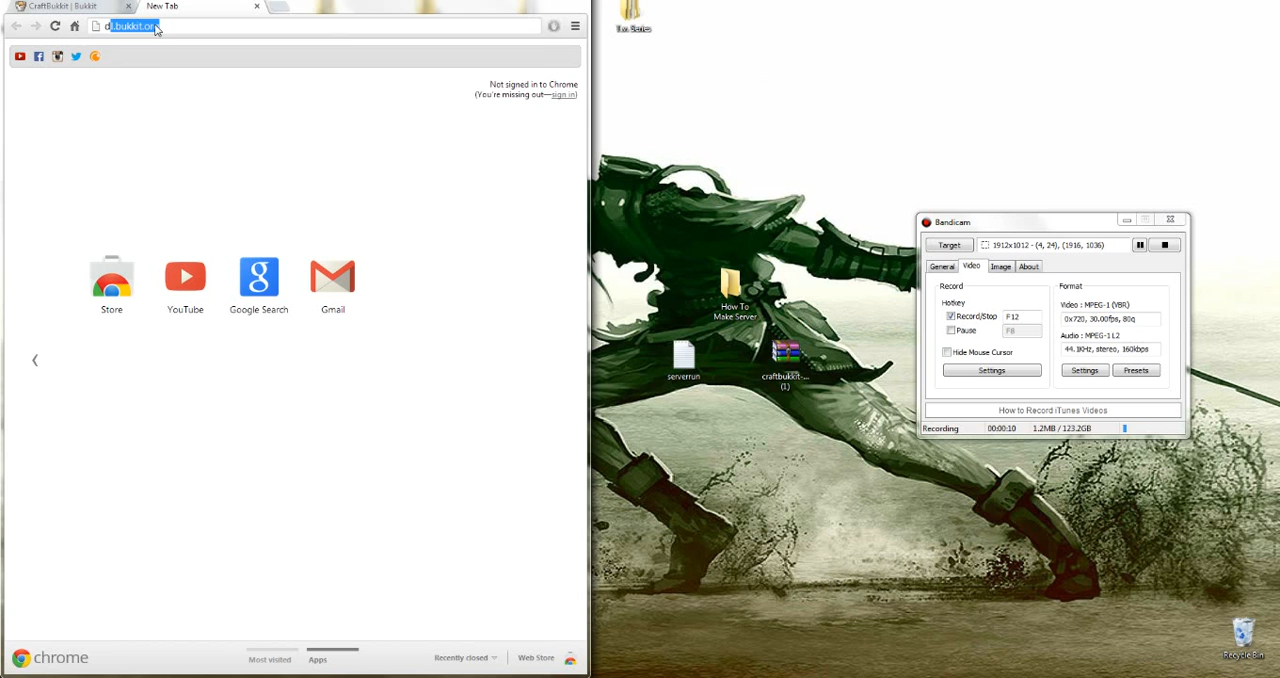 CraftBukkit | Bukkit
New Tab
dl.bukkit.or
Not signed in to Chrome
(You're missing out—sign in)
Store
YouTube
Google Search
Gmail
chrome
Most visited
Apps
Recently closed
Web Store
How To
Make Server
serverrun
craftbukkit-...
(1)
Bandicam
Target
1912x1012 - (4, 24), (1916, 1036)
General
Video
Image
About
Record
Hotkey
Record/Stop
F12
Pause
F8
Hide Mouse Cursor
Settings
Format
Video : MPEG-1 (VBR)
0x720, 30.00fps, 80q
Audio : MPEG-1 L2
44.1KHz, stereo, 160kbps
Settings
Presets
How to Record iTunes Videos
Recording
00:00:10
1.2MB / 123.2GB
Recycle Bin